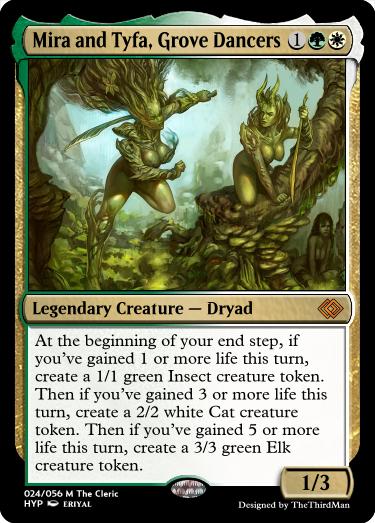 Mira and Tyfa, Grove Dancers 1
Legendary Creature — Dryad
At the beginning of your end step, if
you've gained 1 or more life this turn,
create a 1/1 green Insect creature token.
Then if you've gained 3 or more life this
turn, create a 2/2 white Cat creature
token. Then if you've gained 5 or more
life this turn, create a 3/3 green Elk
creature token.
1/3
024/056 M The Cleric
HYP ERIYAL
Designed by TheThirdMan